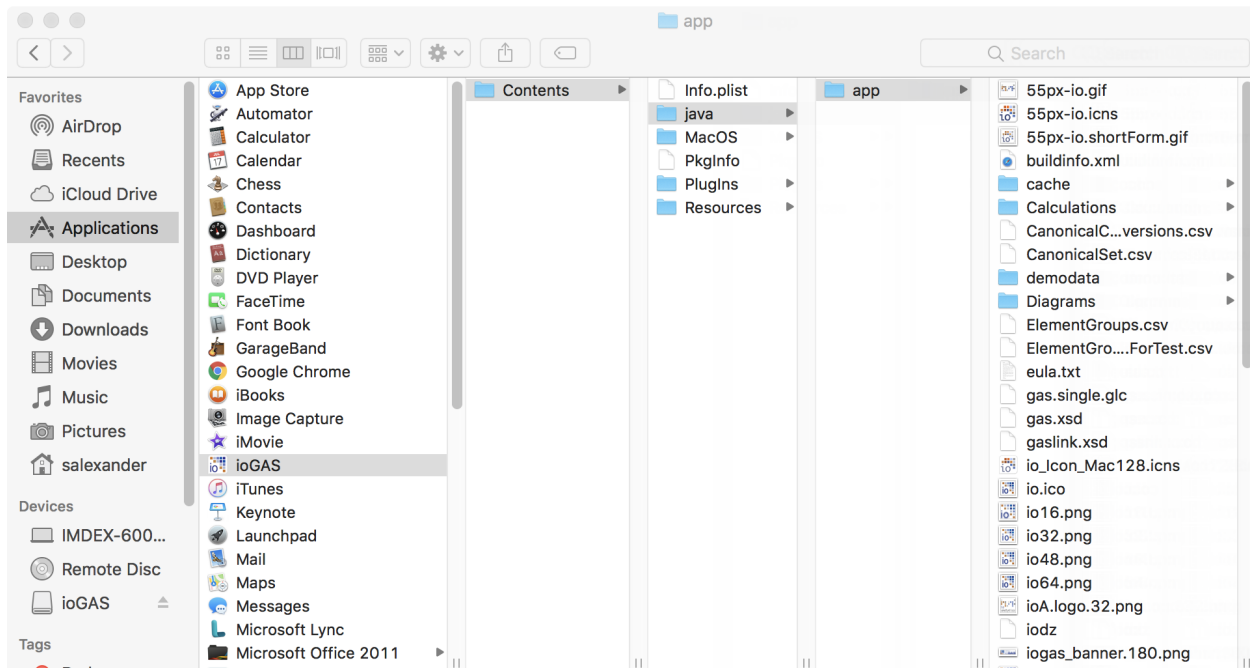 app
Search
Favorites
AirDrop
Recents
iCloud Drive
Applications
Desktop
Documents
Downloads
Movies
Music
Pictures
salexander
Devices
IMDEX-600...
Remote Disc
ioGAS
Tags
App Store
Automator
Calculator
Calendar
Chess
Contacts
Dashboard
Dictionary
DVD Player
FaceTime
Font Book
GarageBand
Google Chrome
iBooks
Image Capture
iMovie
ioGAS
iTunes
Keynote
Launchpad
Mail
Maps
Messages
Microsoft Lync
Microsoft Office 2011
Contents
Info.plist
java
MacOS
PkgInfo
PlugIns
Resources
app
55px-io.gif
55px-io.icns
55px-io.shortForm.gif
buildinfo.xml
cache
Calculations
CanonicalC...versions.csv
CanonicalSet.csv
demodata
Diagrams
ElementGroups.csv
ElementGro....ForTest.csv
eula.txt
gas.single.glc
gas.xsd
gaslink.xsd
io_Icon_Mac128.icns
io.ico
io16.png
io32.png
io48.png
io64.png
ioA.logo.32.png
iodz
iogas_banner.180.png